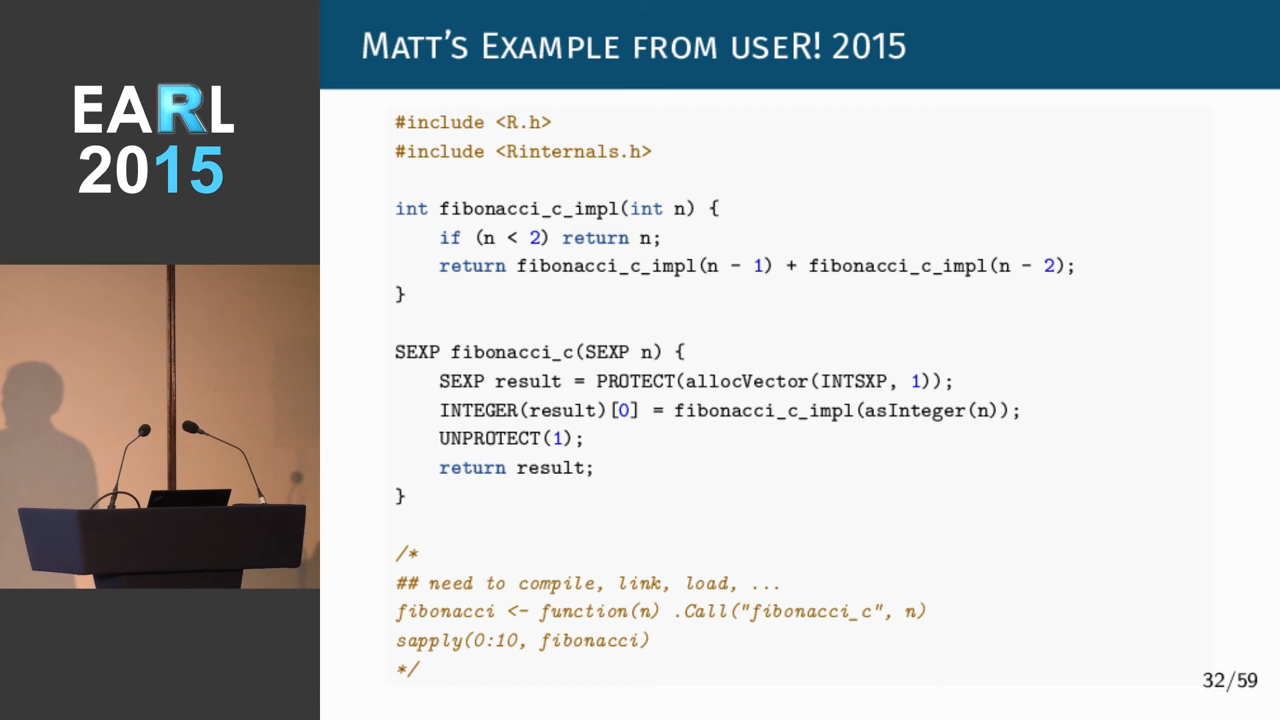 EARL
2015
MATT'S EXAMPLE FROM USER! 2015
#include <R.h>
#include <Rinternals.h>
int fibonacci_c_impl(int n) {
    if (n < 2) return n;
    return fibonacci_c_impl(n - 1) + fibonacci_c_impl(n - 2);
}
SEXP fibonacci_c(SEXP n) {
    SEXP result = PROTECT(allocVector(INTSXP, 1));
    INTEGER(result)[0] = fibonacci_c_impl(asInteger(n));
    UNPROTECT(1);
    return result;
}
/*
## need to compile, link, load, ...
fibonacci <- function(n) .Call("fibonacci_c", n)
sapply(0:10, fibonacci)
*/
32/59